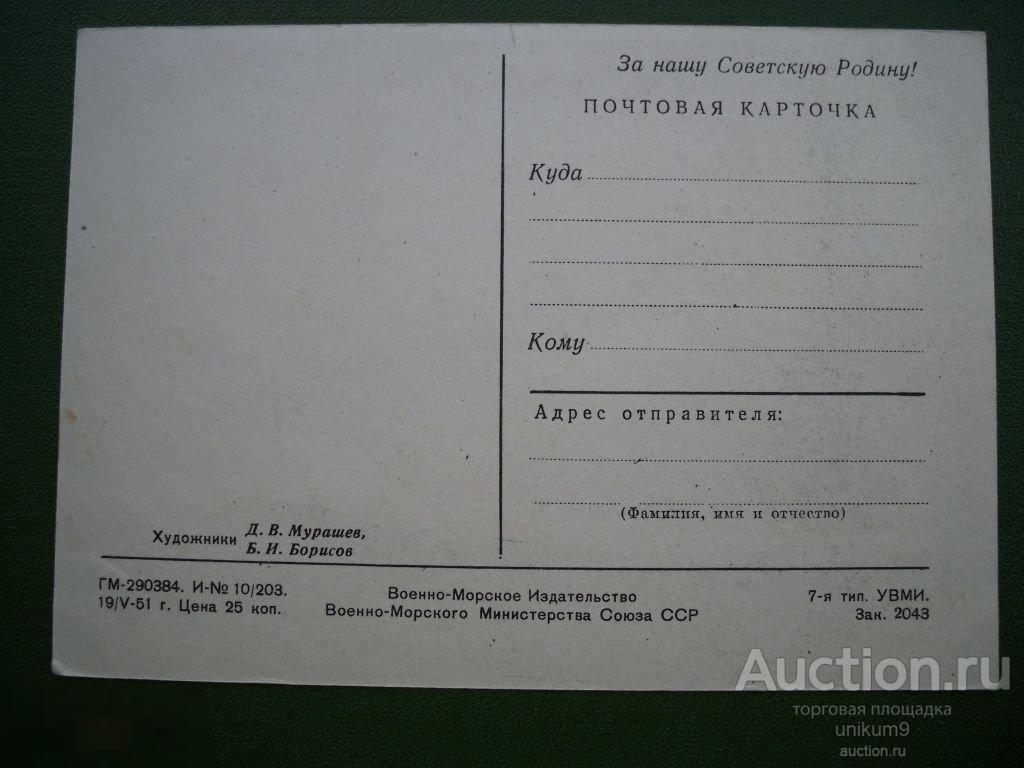 За нашу Советскую Родину!
ПОЧТОВАЯ КАРТОЧКА
Куда
Кому
Адрес отправителя:
(Фамилия, имя и отчество)
Художники Д. В. Мурашев,
Б. И. Борисов
ГМ-290384. И-№ 10/203.
19/V-51 г. Цена 25 коп.
Военно-Морское Издательство
Военно-Морского Министерства Союза ССР
7-я тип. УВМИ.
Зак. 2043
Auction.ru
торговая площадка
unikum9
auction.ru